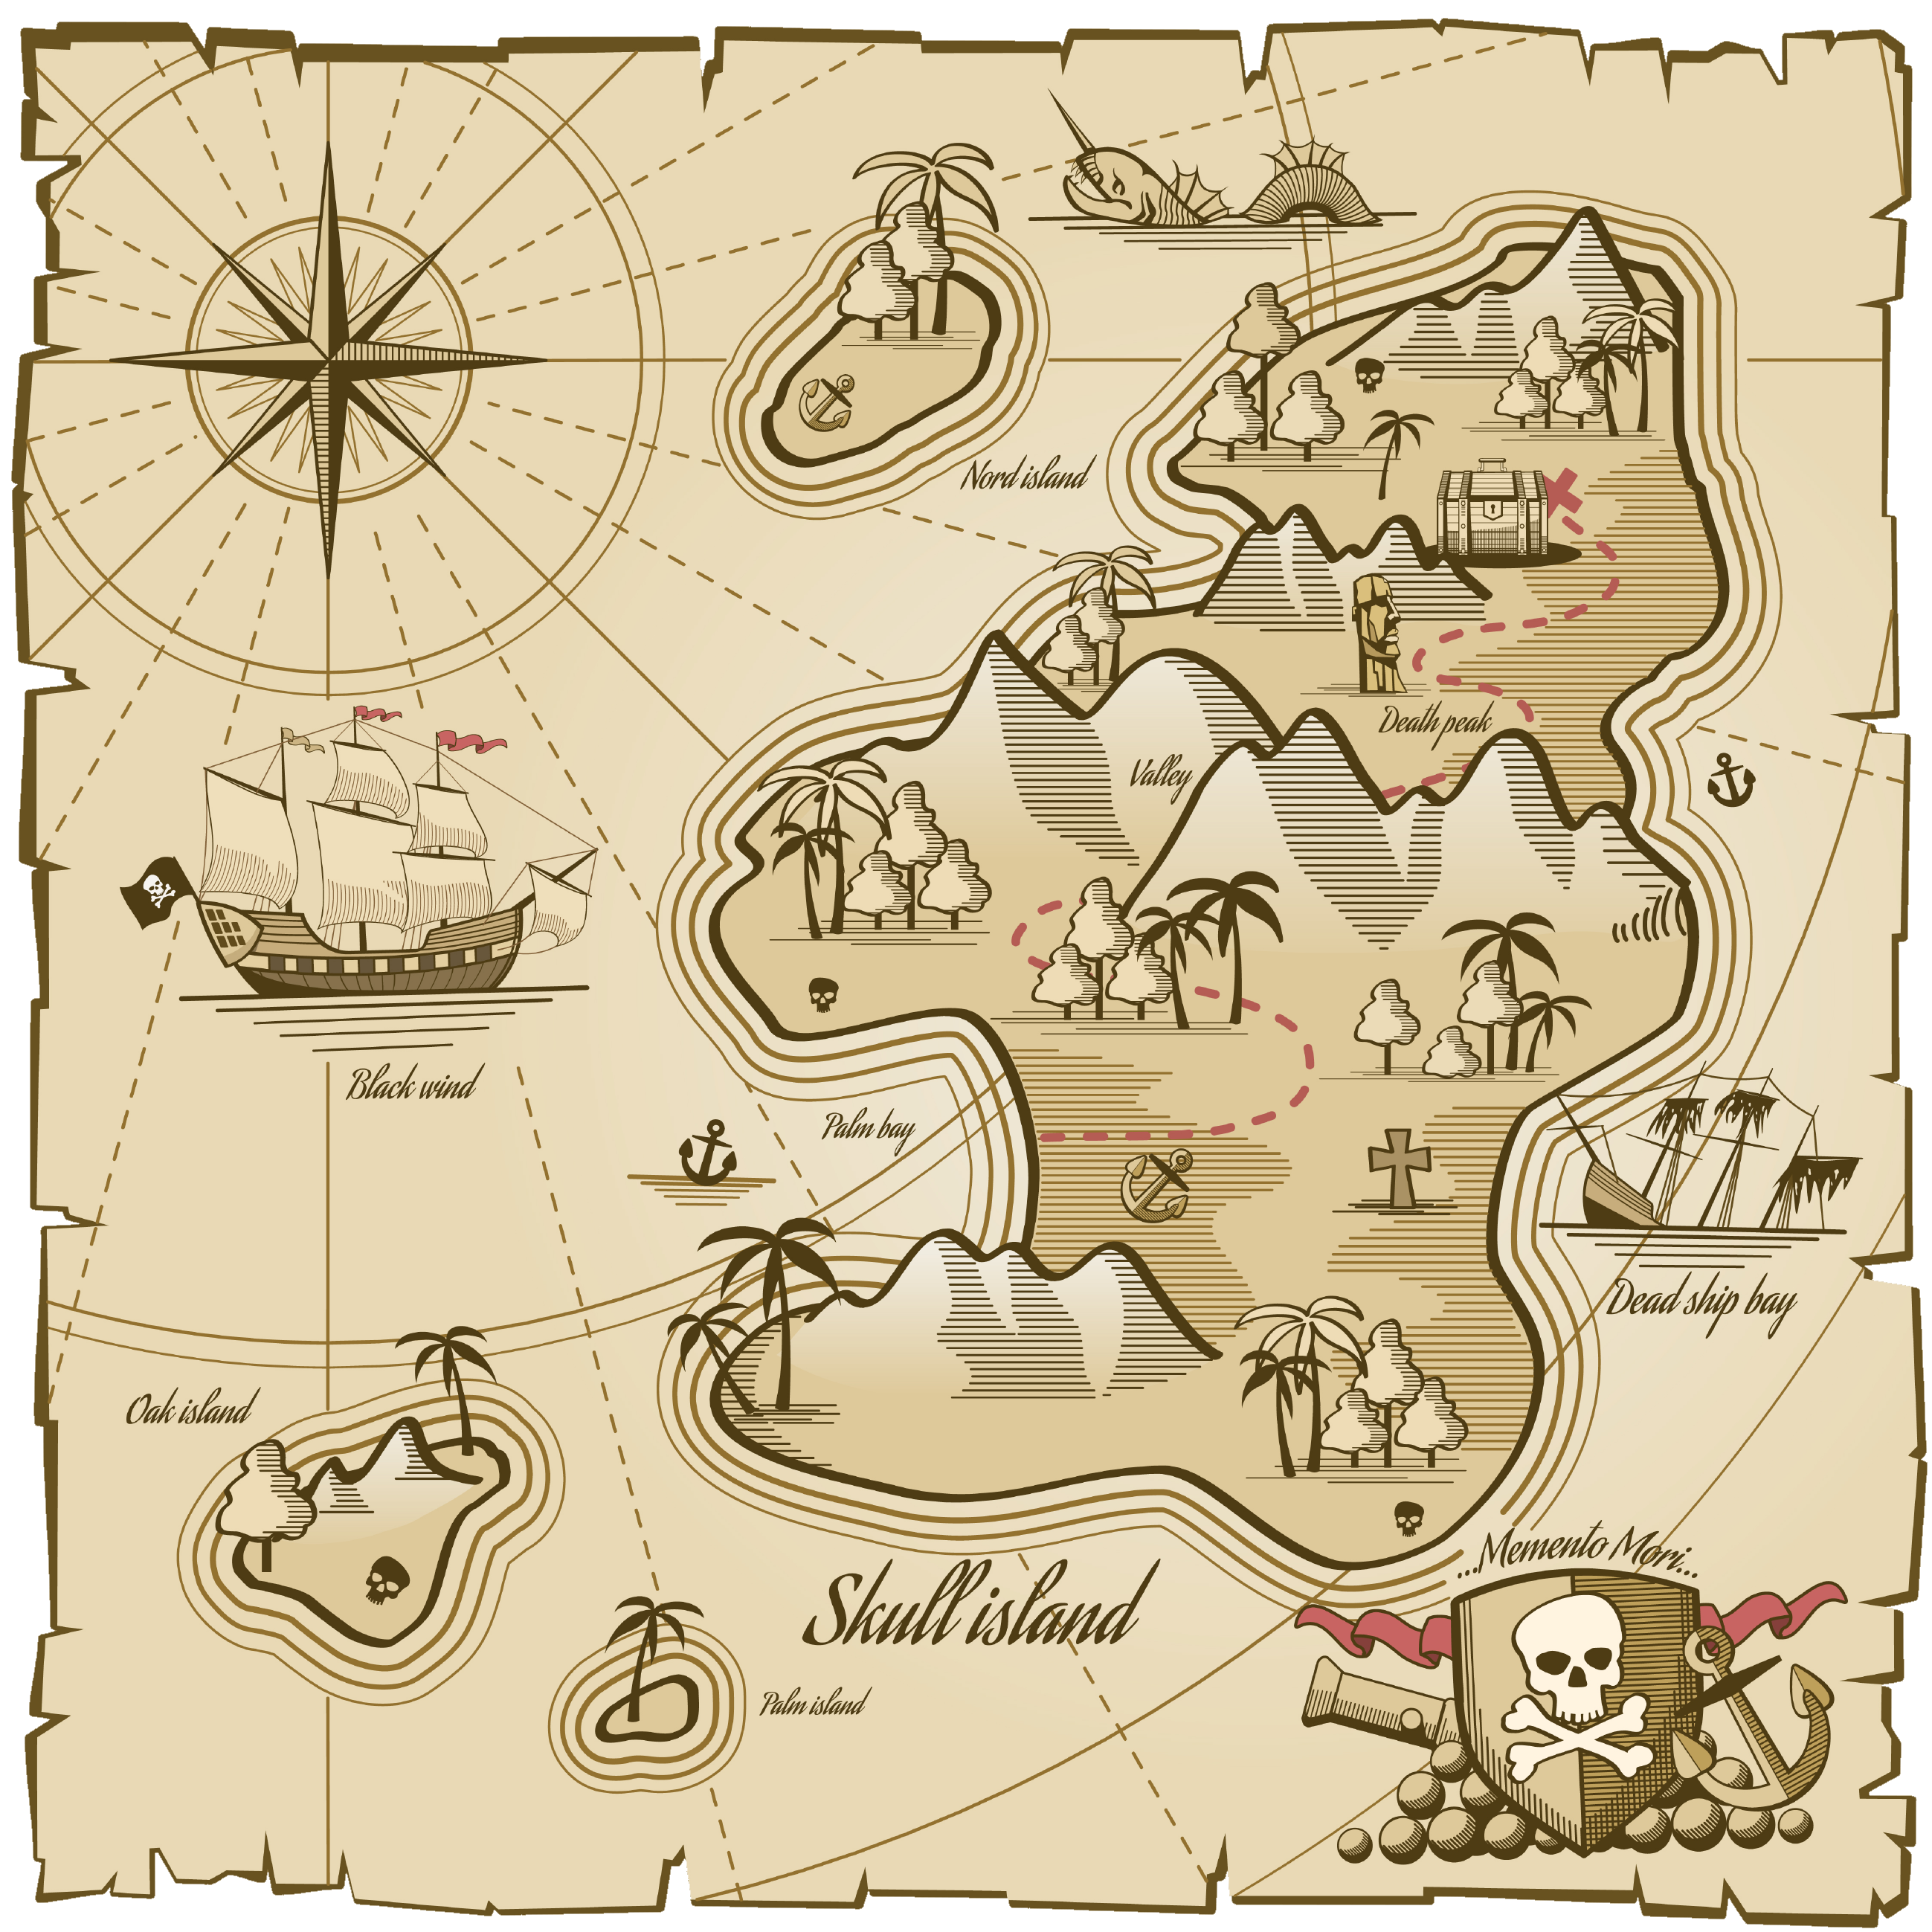 Nord island
Death peak
Valley
Black wind
Palm bay
Dead ship bay
Oak island
...Memento Mori...
Skull island
Palm island